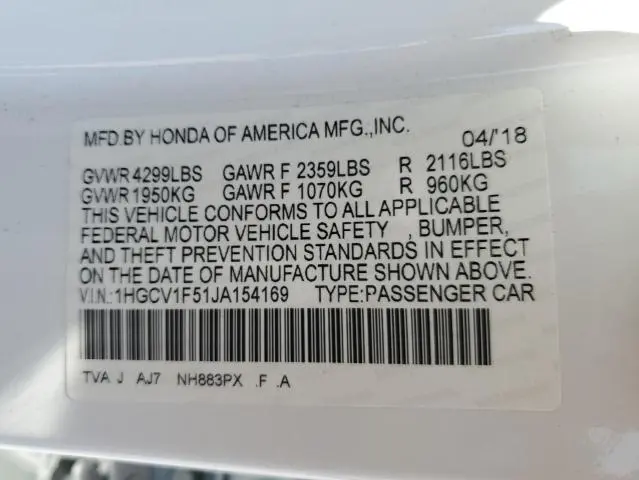 MFD.BY HONDA OF AMERICA MFG.,INC. 04/'18
GVWR 4299LBS GAWR F 2359LBS R 2116LBS
GVWR 1950KG GAWR F 1070KG R 960KG
THIS VEHICLE CONFORMS TO ALL APPLICABLE
FEDERAL MOTOR VEHICLE SAFETY , BUMPER,
AND THEFT PREVENTION STANDARDS IN EFFECT
ON THE DATE OF MANUFACTURE SHOWN ABOVE.
V.I.N.:1HGCV1F51JA154169 TYPE:PASSENGER CAR
TVA J AJ7 NH883PX .F .A